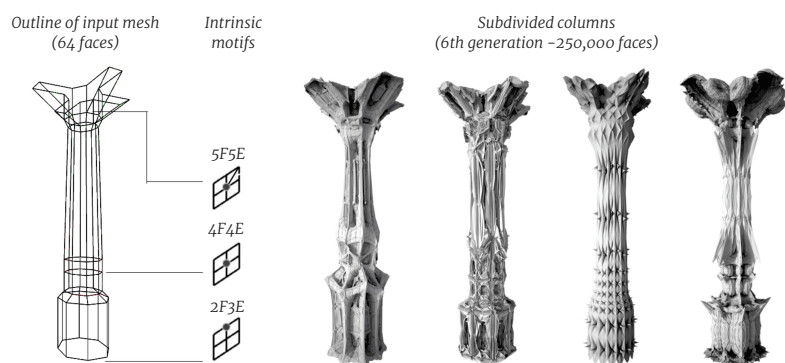 Outline of input mesh
(64 faces)
Intrinsic
motifs
Subdivided columns
(6th generation ~250,000 faces)
5F5E
4F4E
2F3E